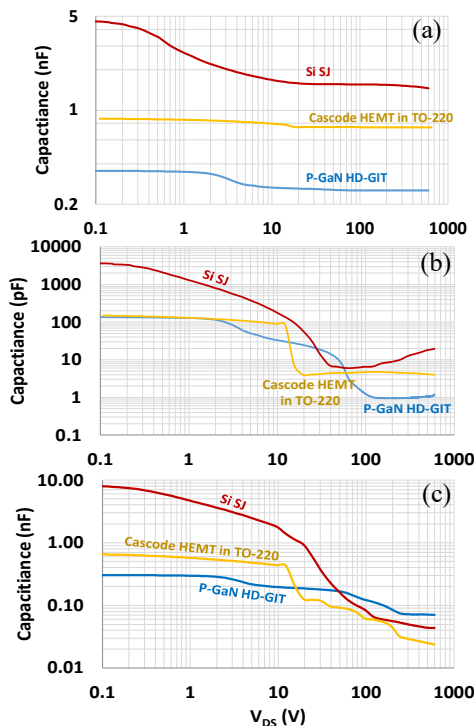 5
(a)
Si SJ
Capactiance (nF)
1
Cascode HEMT in TO-220
P-GaN HD-GIT
0.2
0.1 1 10 100 1000
10000
(b)
1000
Si SJ
Capactiance (pF)
100
10
Cascode HEMT
in TO-220
1
P-GaN HD-GIT
0.1
0.1 1 10 100 1000
10.00
(c)
Si SJ
Capacitiance (nF)
1.00
Cascode HEMT in TO-220
P-GaN HD-GIT
0.10
0.01
0.1 1 10 100 1000
VDS (V)